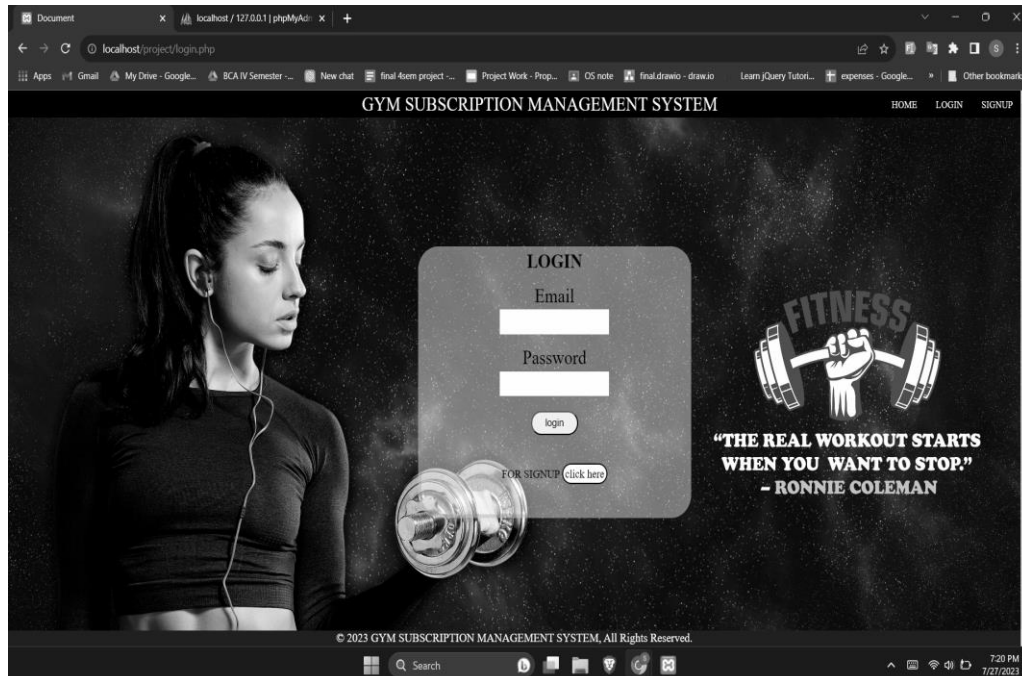 Document
localhost / 127.0.0.1 | phpMyAdn
localhost/project/login.php
Apps Gmail My Drive - Google... BCA IV Semester -... New chat final 4sem project -... Project Work - Prop... OS note final.drawio - draw.io Learn jQuery Tutori... expenses - Google... » Other bookmark
GYM SUBSCRIPTION MANAGEMENT SYSTEM
HOME LOGIN SIGNUP
LOGIN
Email
Password
login
FOR SIGNUP click here
FITNESS
“THE REAL WORKOUT STARTS
WHEN YOU WANT TO STOP.”
– RONNIE COLEMAN
© 2023 GYM SUBSCRIPTION MANAGEMENT SYSTEM, All Rights Reserved.
Search
7:20 PM
7/27/2023